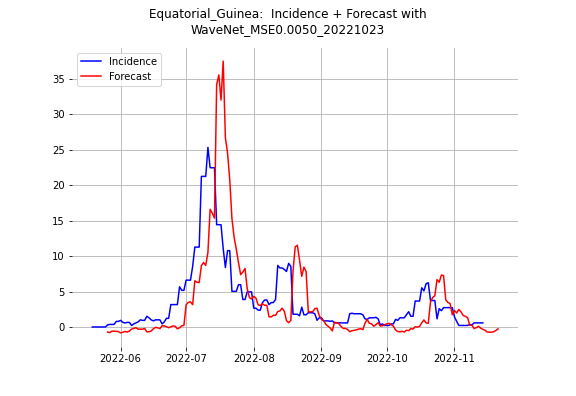 Equatorial_Guinea:  Incidence + Forecast with
WaveNet_MSE0.0050_20221023
Incidence
Forecast
35
30
25
20
15
10
5
0
2022-06 2022-07 2022-08 2022-09 2022-10 2022-11